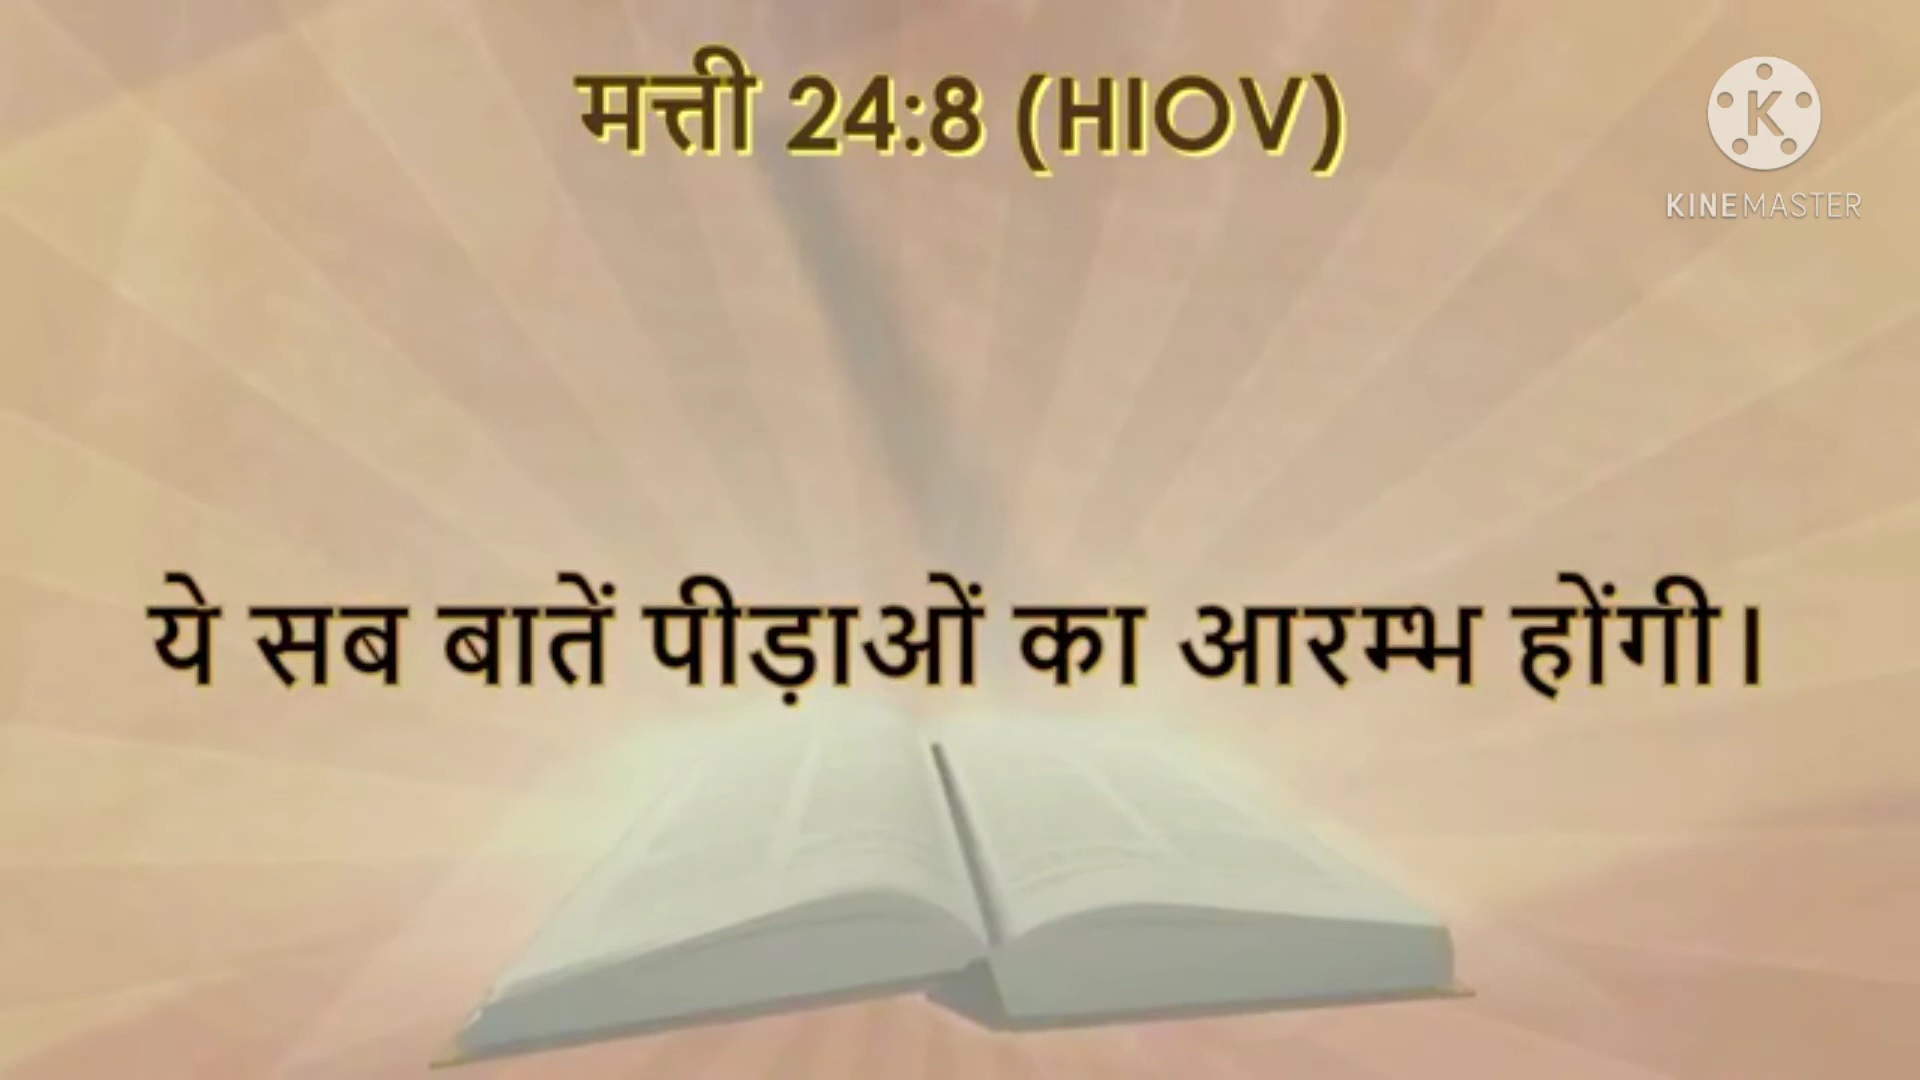 मत्ती 24:8 (HIOV)
K
KINEMASTER
ये सब बातें पीड़ाओं का आरम्भ होंगी।